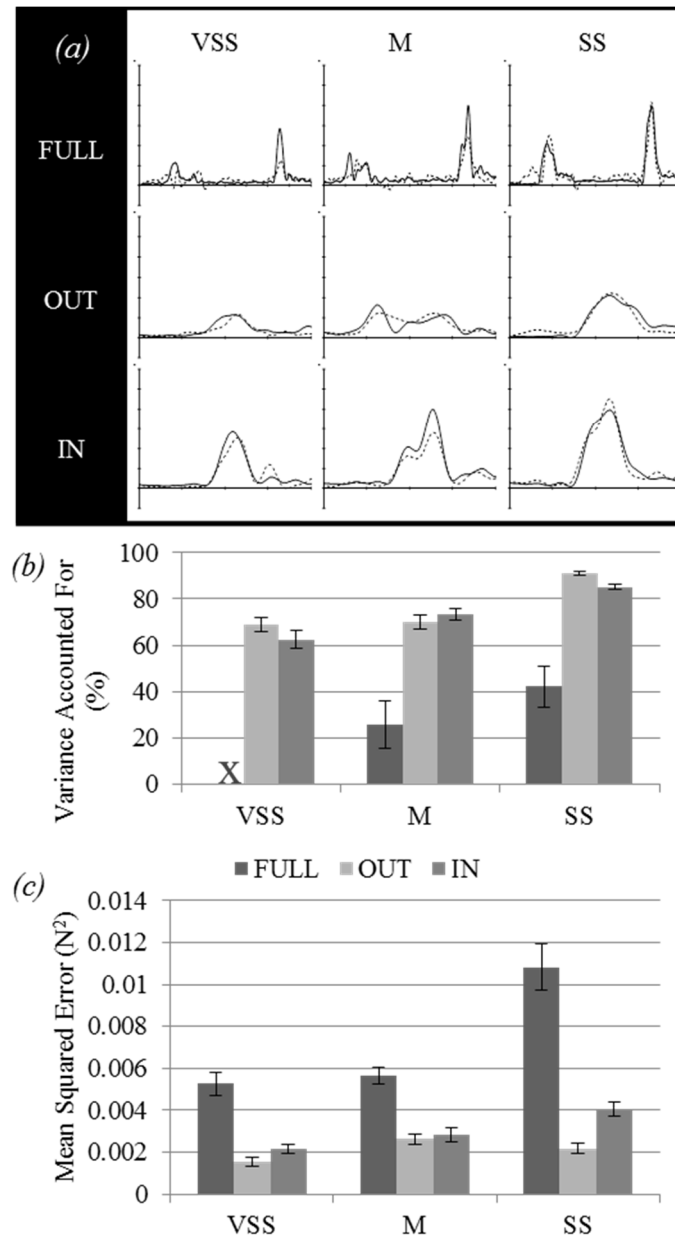 (a) VSS M SS
FULL
OUT
IN
(b)
Variance Accounted For
(%)
100
80
60
40
20
0
X
VSS M SS
FULL OUT IN
(c)
Mean Squared Error (N²)
0.014
0.012
0.01
0.008
0.006
0.004
0.002
0
VSS M SS